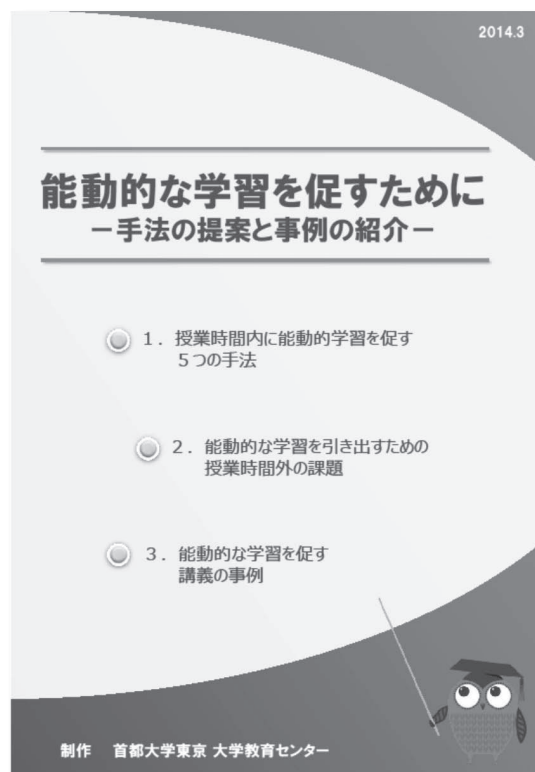 2014.3
能動的な学習を促すために
－手法の提案と事例の紹介－
１．授業時間内に能動的学習を促す
５つの手法
２．能動的な学習を引き出すための
授業時間外の課題
３．能動的な学習を促す
講義の事例
制作　首都大学東京 大学教育センター